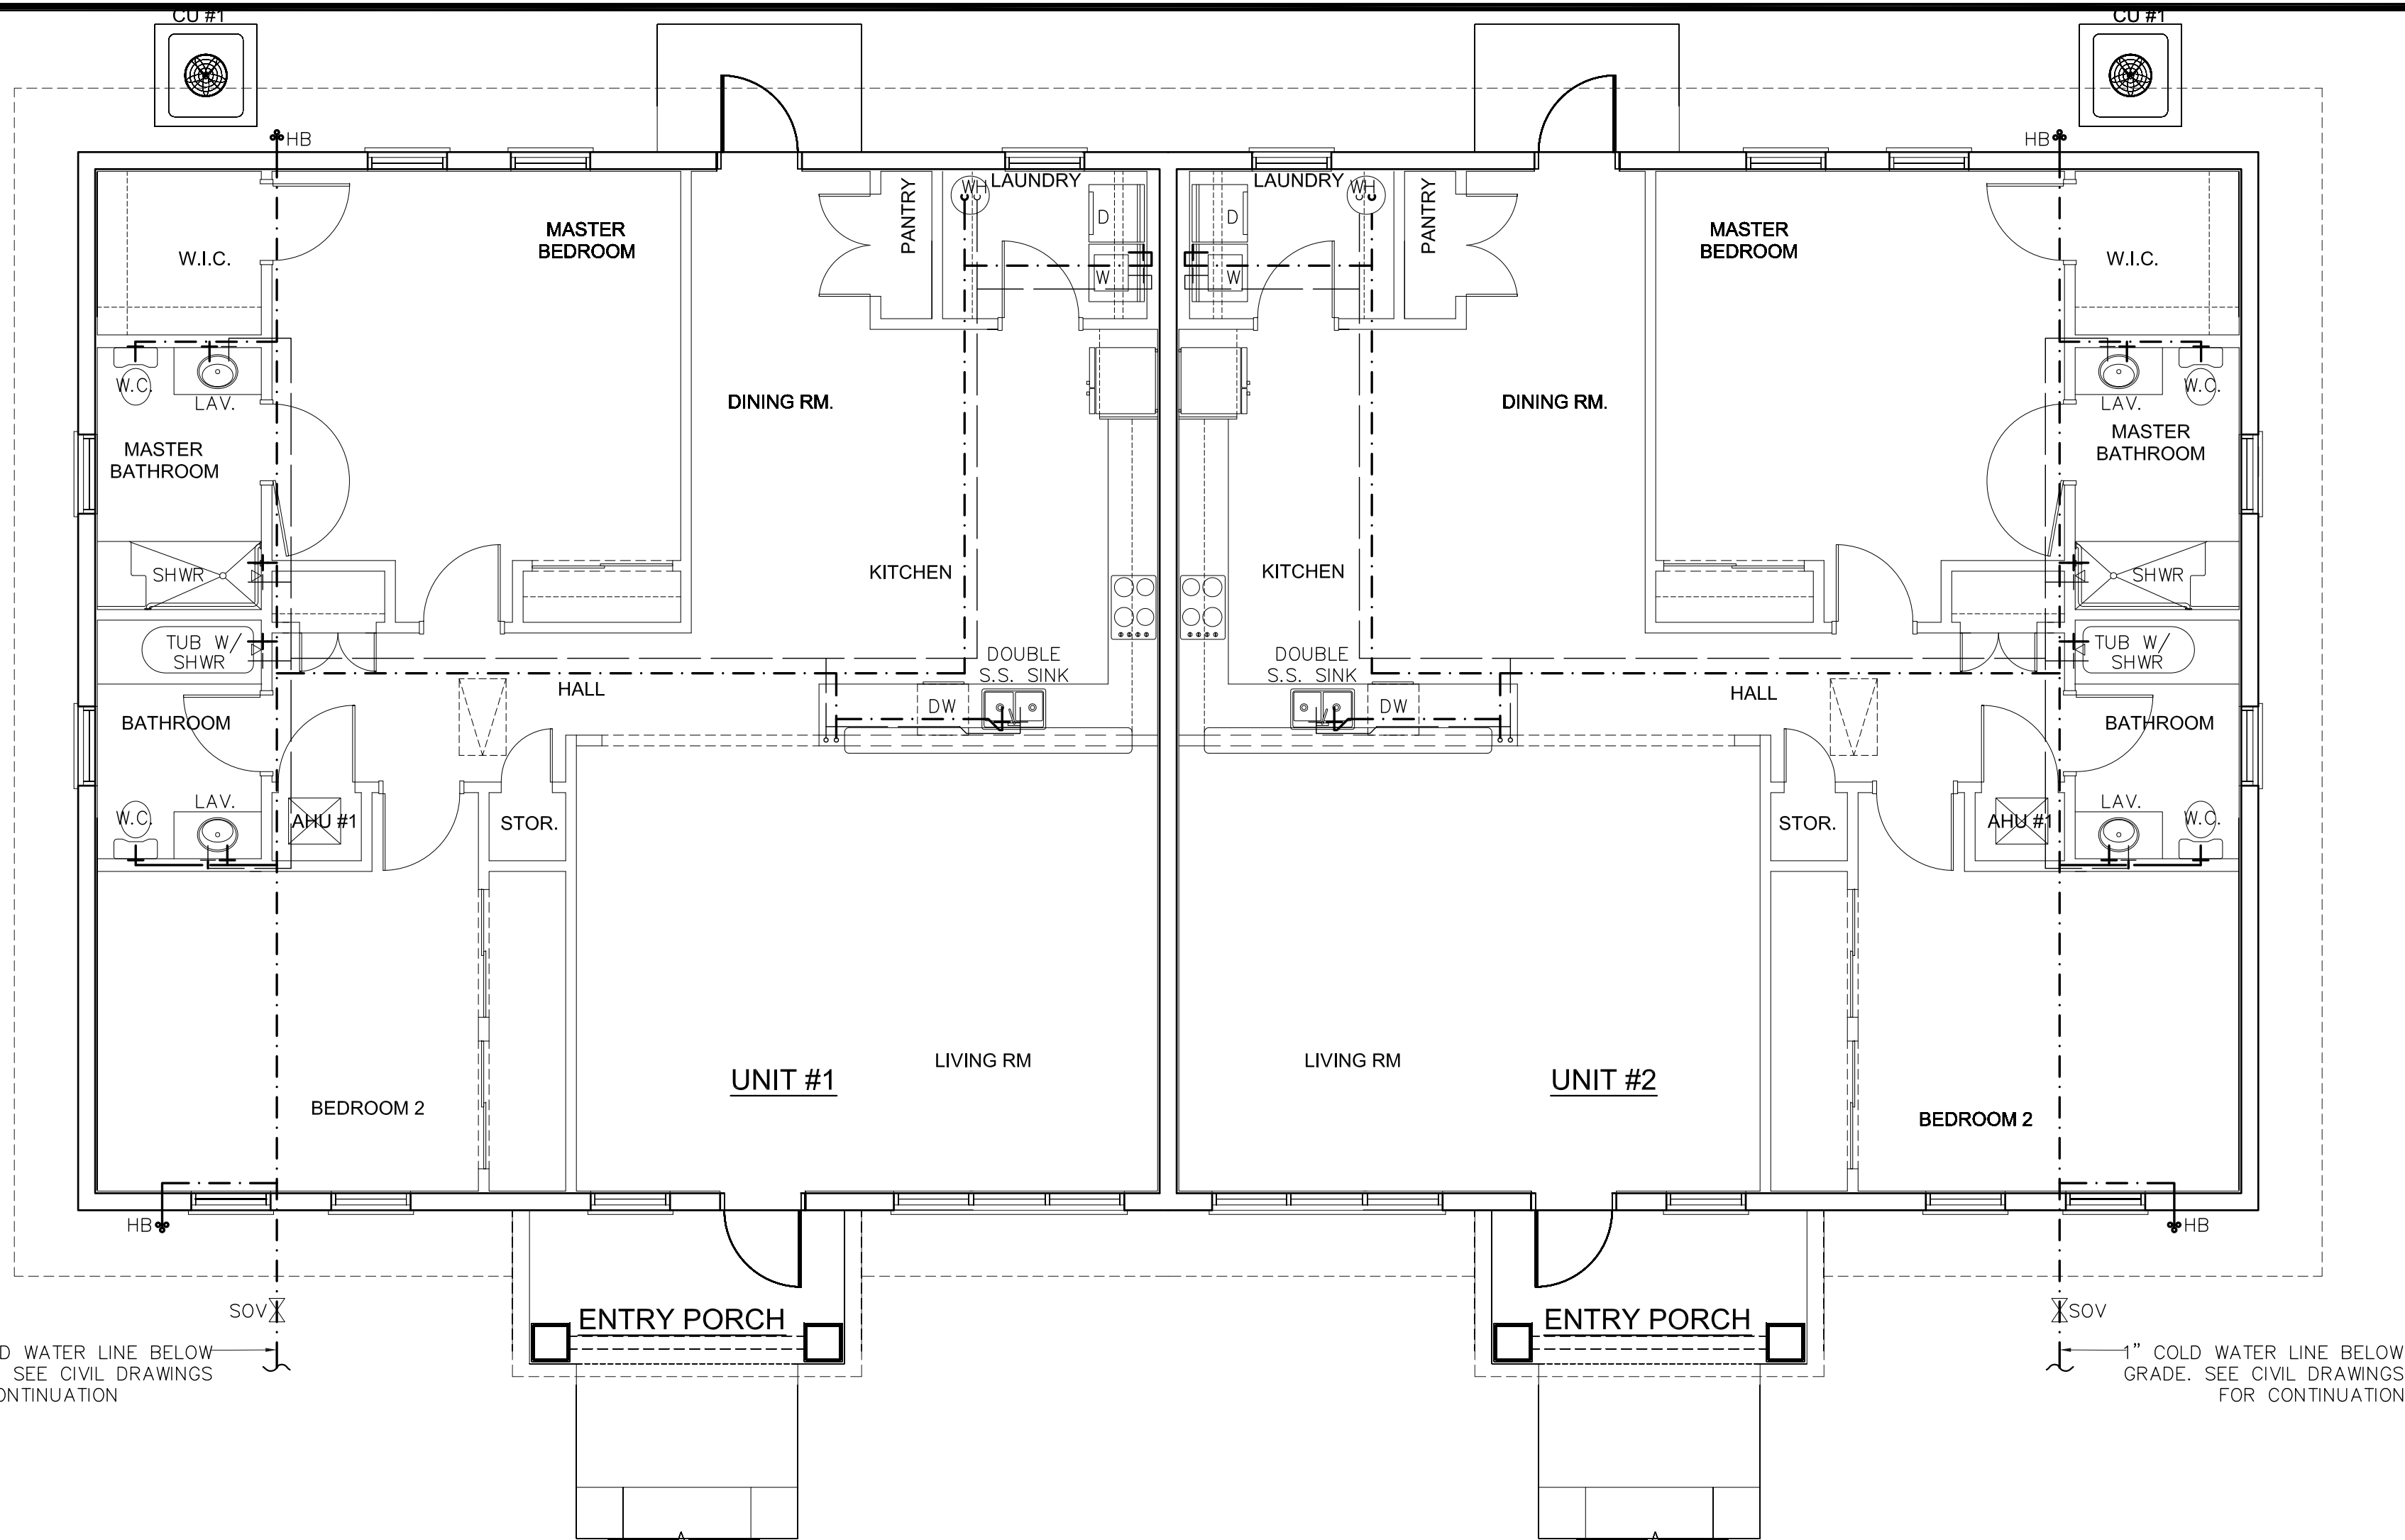 CU #1
CU #1
HB
HB
WH
LAUNDRY
LAUNDRY
WH
PANTRY
D
D
PANTRY
MASTER
BEDROOM
MASTER
BEDROOM
W.I.C.
W.I.C.
W
W
W.C.
LAV.
DINING RM.
DINING RM.
LAV.
W.C.
MASTER
BATHROOM
MASTER
BATHROOM
SHWR
KITCHEN
KITCHEN
SHWR
TUB W/
SHWR
DOUBLE
S.S. SINK
DOUBLE
S.S. SINK
TUB W/
SHWR
HALL
HALL
BATHROOM
DW
DW
BATHROOM
LAV.
W.C.
AHU #1
STOR.
STOR.
AHU #1
LAV.
W.C.
LIVING RM
LIVING RM
UNIT #1
UNIT #2
BEDROOM 2
BEDROOM 2
HB
HB
SOV
ENTRY PORCH
ENTRY PORCH
SOV
D WATER LINE BELOW
SEE CIVIL DRAWINGS
ONTINUATION
1" COLD WATER LINE BELOW
GRADE. SEE CIVIL DRAWINGS
FOR CONTINUATION